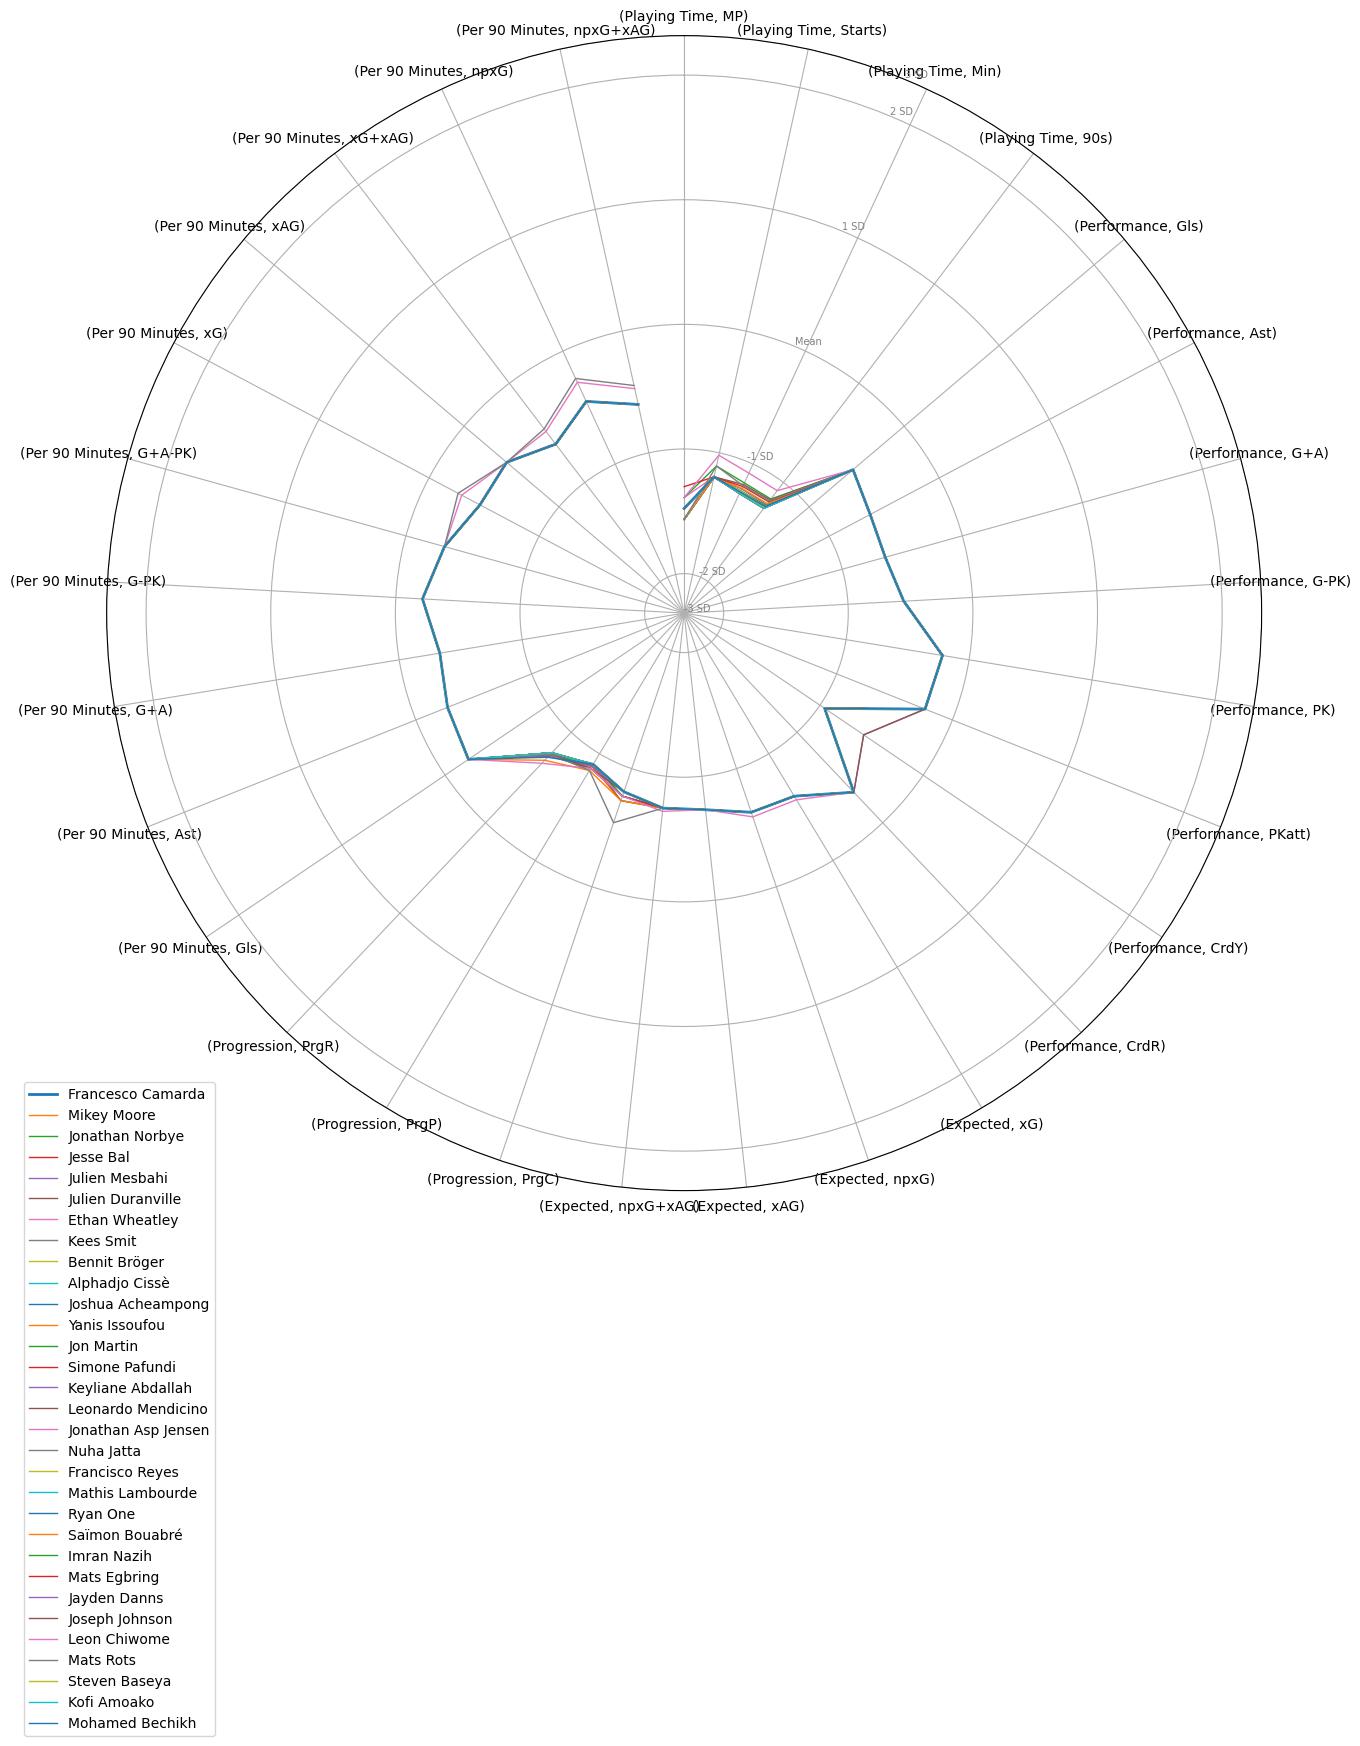 (Playing Time, MP)
(Per 90 Minutes, npxG+xAG)
(Playing Time, Starts)
(Per 90 Minutes, npxG)
(Playing Time, Min)
3 SD
2 SD
(Per 90 Minutes, xG+xAG)
(Playing Time, 90s)
(Per 90 Minutes, xAG)
1 SD
(Performance, Gls)
(Per 90 Minutes, xG)
Mean
(Performance, Ast)
(Per 90 Minutes, G+A-PK)
-1 SD
(Performance, G+A)
(Per 90 Minutes, G-PK)
-2 SD
(Performance, G-PK)
-3 SD
(Per 90 Minutes, G+A)
(Performance, PK)
(Per 90 Minutes, Ast)
(Performance, PKatt)
(Per 90 Minutes, Gls)
(Performance, CrdY)
(Progression, PrgR)
(Performance, CrdR)
(Progression, PrgP)
(Expected, xG)
(Progression, PrgC)
(Expected, npxG)
(Expected, npxG+xAG)
(Expected, xAG)
Francesco Camarda
Mikey Moore
Jonathan Norbye
Jesse Bal
Julien Mesbahi
Julien Duranville
Ethan Wheatley
Kees Smit
Bennit Bröger
Alphadjo Cissè
Joshua Acheampong
Yanis Issoufou
Jon Martin
Simone Pafundi
Keyliane Abdallah
Leonardo Mendicino
Jonathan Asp Jensen
Nuha Jatta
Francisco Reyes
Mathis Lambourde
Ryan One
Saïmon Bouabré
Imran Nazih
Mats Egbring
Jayden Danns
Joseph Johnson
Leon Chiwome
Mats Rots
Steven Baseya
Kofi Amoako
Mohamed Bechikh